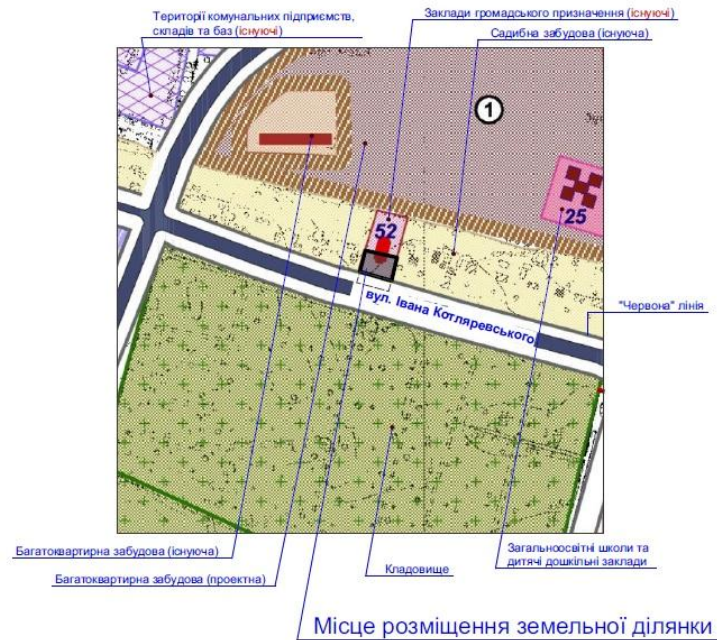 Території комунальних підприємств,
складів та баз (існуючі)
Заклади громадського призначення (існуючі)
Садибна забудова (існуюча)
1
25
52
вул. Івана Котляревського
"Червона" лінія
Багатоквартирна забудова (існуюча)
Багатоквартирна забудова (проектна)
Кладовище
Загальноосвітні школи та
дитячі дошкільні заклади
Місце розміщення земельної ділянки